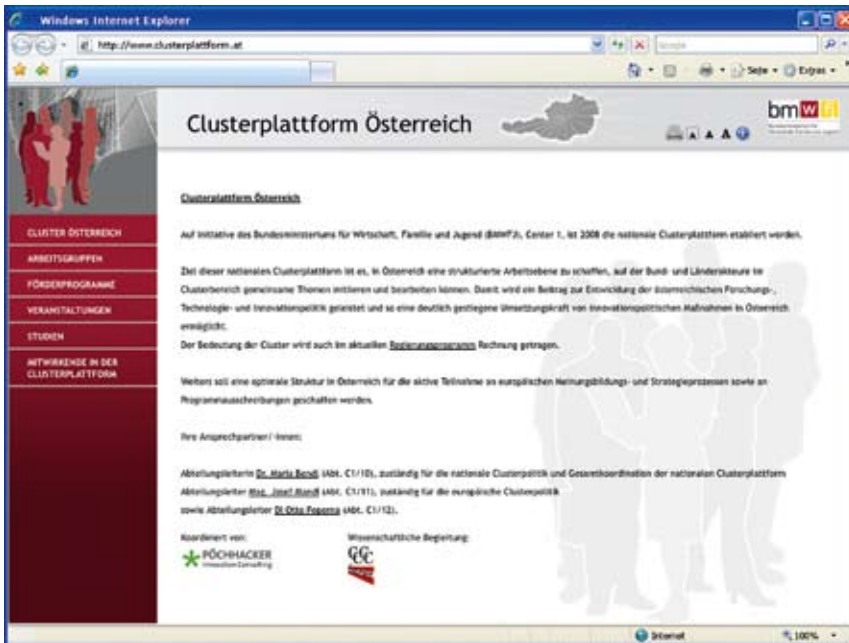 Windows Internet Explorer
http://www.clusterplattform.at
Google
Seite
Extras
Clusterplattform Österreich
bmwfj
CLUSTER ÖSTERREICH
ARBEITSGRUPPEN
FÖRDERPROGRAMME
VERANSTALTUNGEN
STUDIEN
MITWIRKENDE IN DER
CLUSTERPLATTFORM
Clusterplattform Österreich
Auf Initiative des Bundesministeriums für Wirtschaft, Familie und Jugend (BMWFJ), Center 1, ist 2008 die nationale Clusterplattform etabliert worden.
Ziel dieser nationalen Clusterplattform ist es, in Österreich eine strukturierte Arbeitsebene zu schaffen, auf der Bund- und Länderakteure im
Clusterbereich gemeinsame Themen initiieren und bearbeiten können. Damit wird ein Beitrag zur Entwicklung der österreichischen Forschungs-,
Technologie- und Innovationspolitik geleistet und so eine deutlich gestiegene Umsetzungskraft von innovationspolitischen Maßnahmen in Österreich
ermöglicht.
Der Bedeutung der Cluster wird auch im aktuellen Regierungsprogramm Rechnung getragen.
Weiters soll eine optimale Struktur in Österreich für die aktive Teilnahme an europäischen Meinungsbildungs- und Strategieprozessen sowie an
Programmausschreibungen geschaffen werden.
Ihre Ansprechpartner/-innen:
Abteilungsleiterin Dr. Maria (Abt. C1/10), zuständig für die nationale Clusterpolitik und Gesamtkoordination der nationalen Clusterplattform
Abteilungsleiter Mag. Josef Mandl (Abt. C1/11), zuständig für die europäische Clusterpolitik
sowie Abteilungsleiter DI Otto (Abt. C1/12).
Koordiniert von:
Wissenschaftliche Begleitung:
PÖCHHACKER
Innovation Consulting
Internet
100%